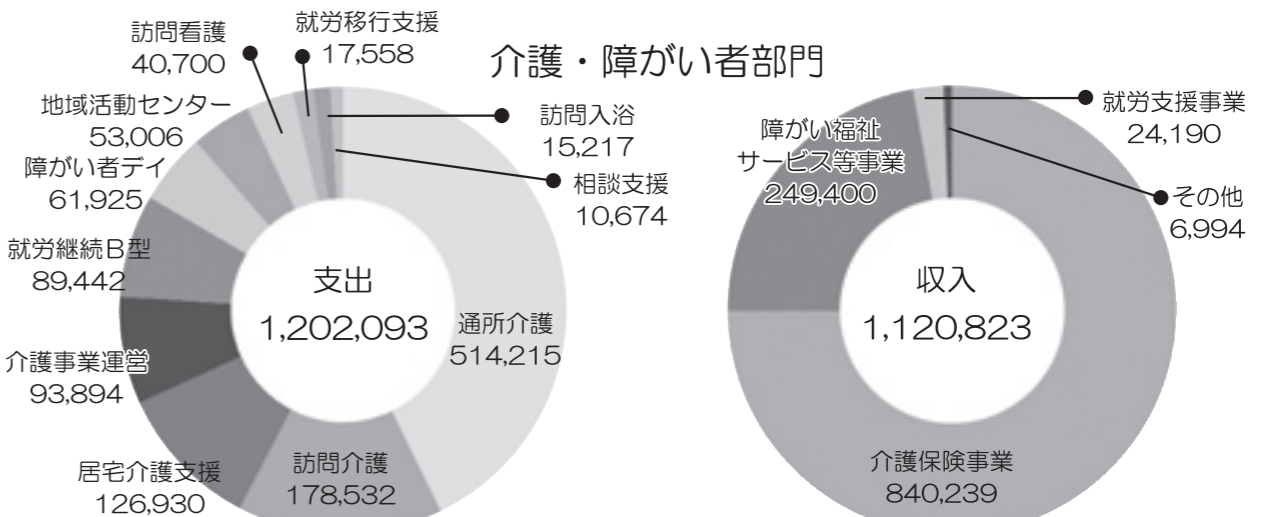 介護・障がい者部門
訪問看護
40,700
就労移行支援
17,558
地域活動センター
53,006
障がい者デイ
61,925
就労継続B型
89,442
介護事業運営
93,894
居宅介護支援
126,930
訪問介護
178,532
通所介護
514,215
訪問入浴
15,217
相談支援
10,674
支出
1,202,093
障がい福祉
サービス等事業
249,400
就労支援事業
24,190
その他
6,994
収入
1,120,823
介護保険事業
840,239